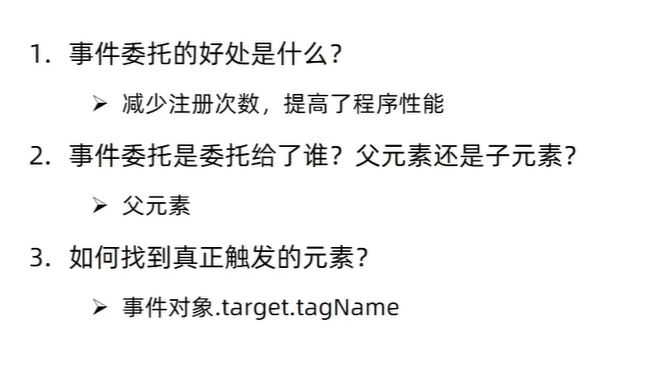 1. 事件委托的好处是什么？
➢ 减少注册次数，提高了程序性能
2. 事件委托是委托给了谁？父元素还是子元素？
➢ 父元素
3. 如何找到真正触发的元素？
➢ 事件对象.target.tagName